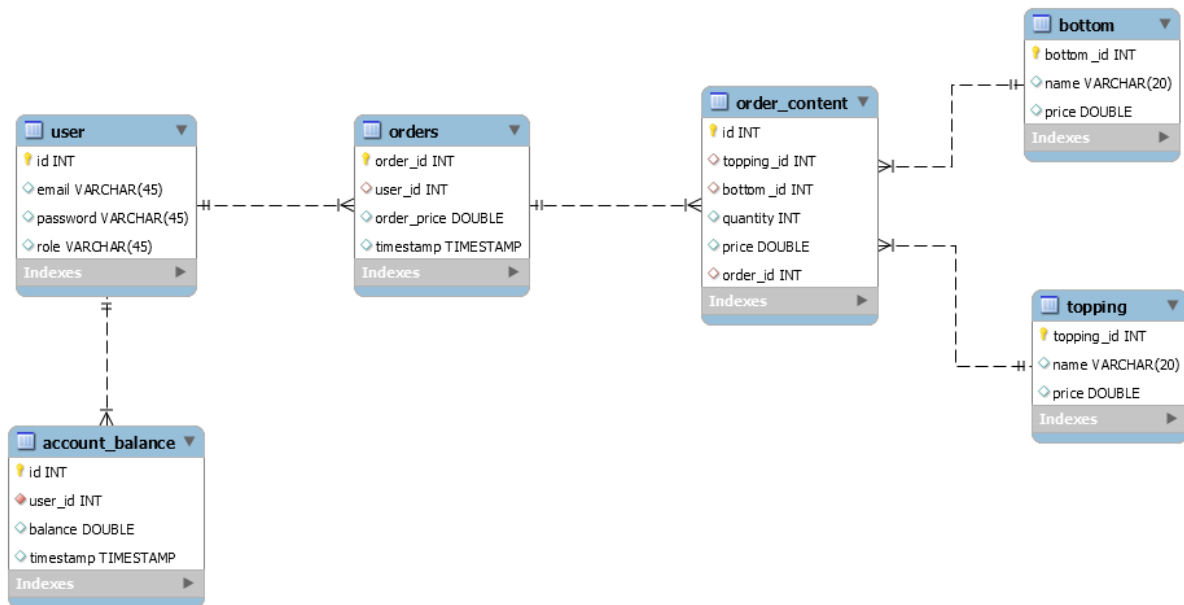 user
id INT
email VARCHAR(45)
password VARCHAR(45)
role VARCHAR(45)
Indexes
orders
order_id INT
user_id INT
order_price DOUBLE
timestamp TIMESTAMP
Indexes
order_content
id INT
topping_id INT
bottom_id INT
quantity INT
price DOUBLE
order_id INT
Indexes
bottom
bottom_id INT
name VARCHAR(20)
price DOUBLE
Indexes
topping
topping_id INT
name VARCHAR(20)
price DOUBLE
Indexes
account_balance
id INT
user_id INT
balance DOUBLE
timestamp TIMESTAMP
Indexes